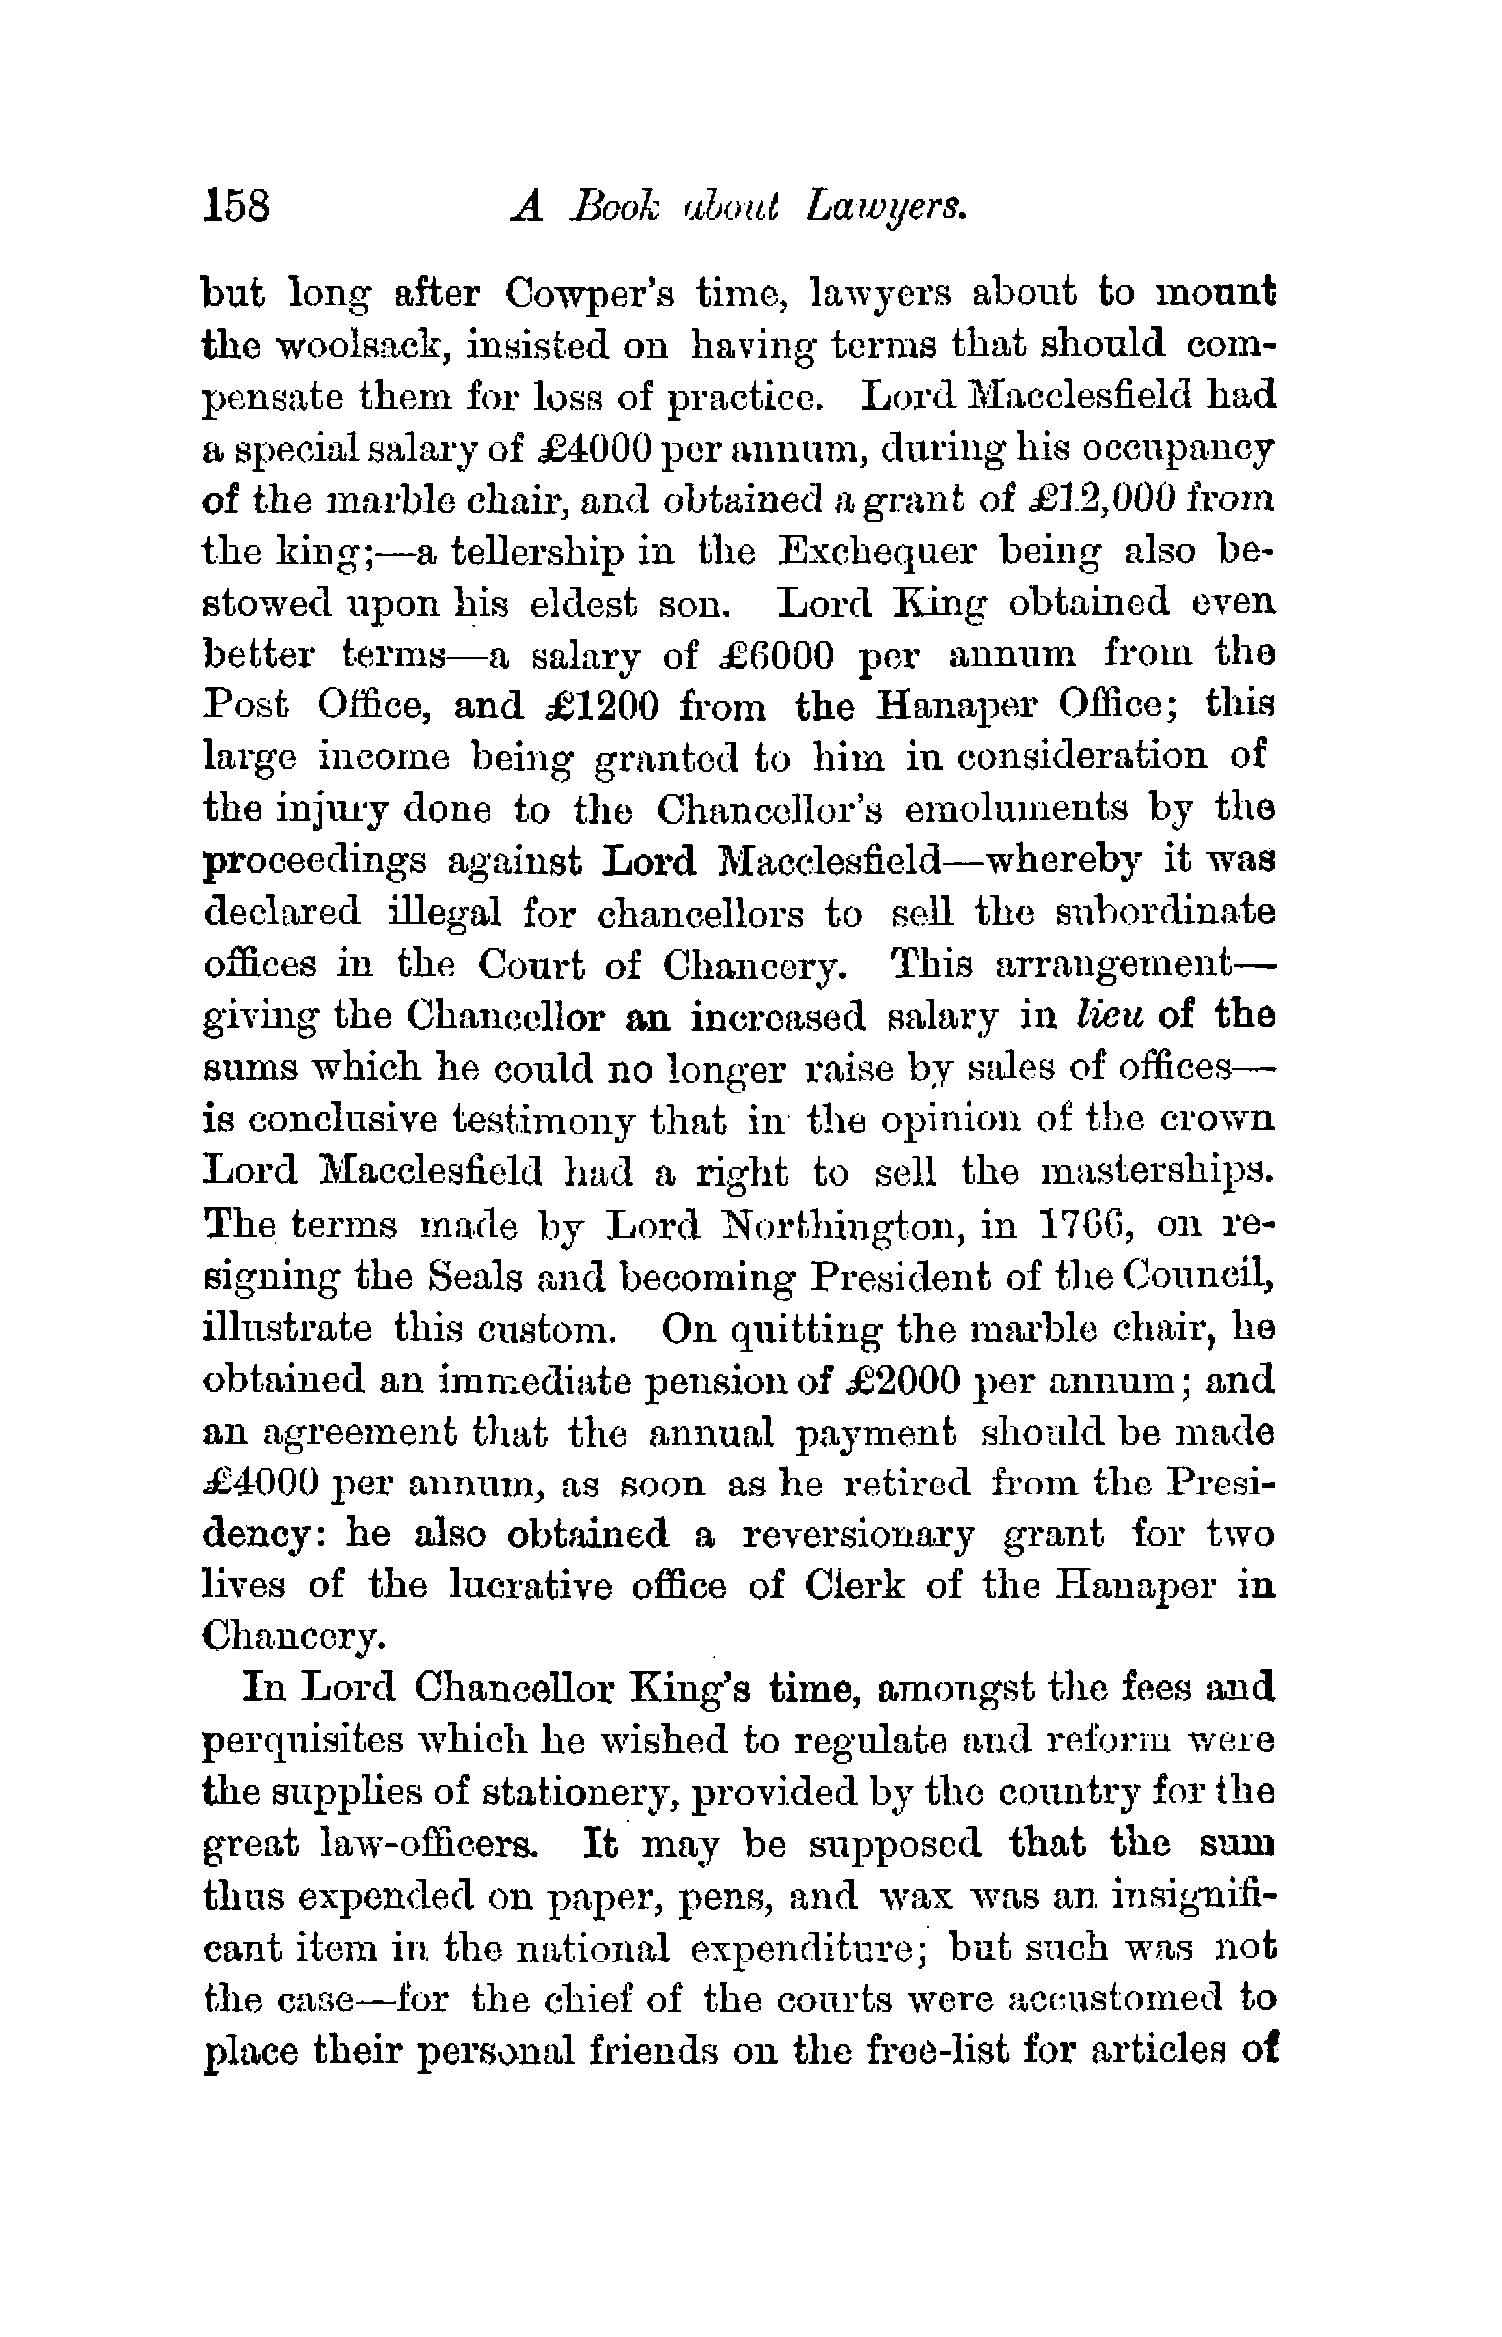 158 A Book about Lawyers.
but long after Cowper's time, lawyers about to mount
the woolsack, insisted on having terms that should com-
pensate them for loss of practice. Lord Macclesfield had
a special salary of £4000 per annum, during his occupancy
of the marble chair, and obtained a grant of £12,000 from
the king;—a tellership in the Exchequer being also be-
stowed upon his eldest son. Lord King obtained even
better terms—a salary of £6000 per annum from the
Post Office, and £1200 from the Hanaper Office; this
large income being granted to him in consideration of
the injury done to the Chancellor's emoluments by the
proceedings against Lord Macclesfield—whereby it was
declared illegal for chancellors to sell the subordinate
offices in the Court of Chancery. This arrangement—
giving the Chancellor an increased salary in lieu of the
sums which he could no longer raise by sales of offices—
is conclusive testimony that in the opinion of the crown
Lord Macclesfield had a right to sell the masterships.
The terms made by Lord Northington, in 1766, on re-
signing the Seals and becoming President of the Council,
illustrate this custom. On quitting the marble chair, he
obtained an immediate pension of £2000 per annum; and
an agreement that the annual payment should be made
£4000 per annum, as soon as he retired from the Presi-
dency: he also obtained a reversionary grant for two
lives of the lucrative office of Clerk of the Hanaper in
Chancery.
In Lord Chancellor King's time, amongst the fees and
perquisites which he wished to regulate and reform were
the supplies of stationery, provided by the country for the
great law-officers. It may be supposed that the sum
thus expended on paper, pens, and wax was an insignifi-
cant item in the national expenditure; but such was not
the case—for the chief of the courts were accustomed to
place their personal friends on the free-list for articles of